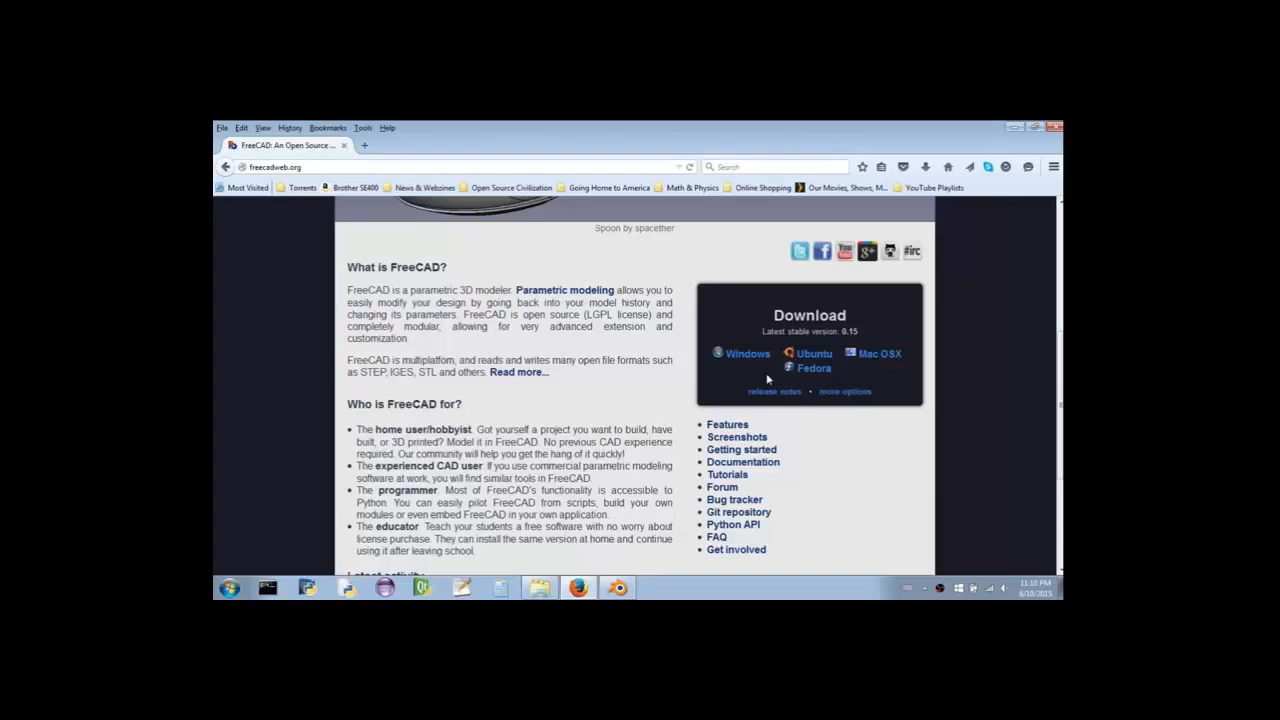 File Edit View History Bookmarks Tools Help
FreeCAD: An Open Source ...
freecadweb.org
Search
Most Visited Torrents Brother SE400 News & Webzines Open Source Civilization Going Home to America Math & Physics Online Shopping Our Movies, Shows, M... YouTube Playlists
Spoon by spacether
You
#irc
What is FreeCAD?
FreeCAD is a parametric 3D modeler. Parametric modeling allows you to
easily modify your design by going back into your model history and
changing its parameters. FreeCAD is open source (LGPL license) and
completely modular, allowing for very advanced extension and
customization.
FreeCAD is multiplatfom, and reads and writes many open file formats such
as STEP, IGES, STL and others. Read more...
Who is FreeCAD for?
• The home user/hobbyist. Got yourself a project you want to build, have
built, or 3D printed? Model it in FreeCAD. No previous CAD experience
required. Our community will help you get the hang of it quickly!
• The experienced CAD user. If you use commercial parametric modeling
software at work, you will find similar tools in FreeCAD.
• The programmer. Most of FreeCAD's functionality is accessible to
Python. You can easily pilot FreeCAD from scripts, build your own
modules or even embed FreeCAD in your own application.
• The educator. Teach your students a free software with no worry about
license purchase. They can install the same version at home and continue
using it after leaving school.
Latest activity
Download
Latest stable version: 0.15
Windows Ubuntu Mac OSX
Fedora
release notes • more options
• Features
• Screenshots
• Getting started
• Documentation
• Tutorials
• Forum
• Bug tracker
• Git repository
• Python API
• FAQ
• Get involved
11:10 PM
6/10/2015